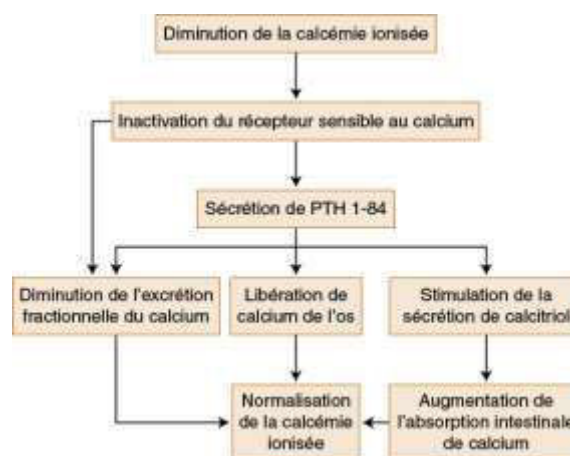 Diminution de la calcémie ionisée
Inactivation du récepteur sensible au calcium
Sécrétion de PTH 1-84
Diminution de l'excrétion
fractionnelle du calcium
Libération de
calcium de l'os
Stimulation de la
sécrétion de calcitriol
Normalisation
de la calcémie
ionisée
Augmentation de
l'absorption intestinale
de calcium